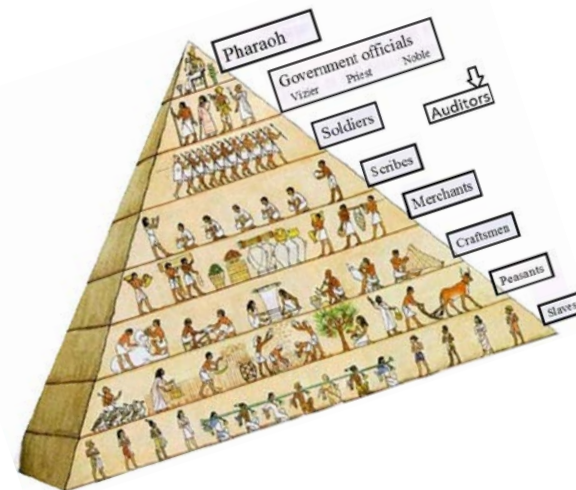 Pharaoh
Government officials
Vizier Priest Noble
Auditors
Soldiers
Scribes
Merchants
Craftsmen
Peasants
Slaves